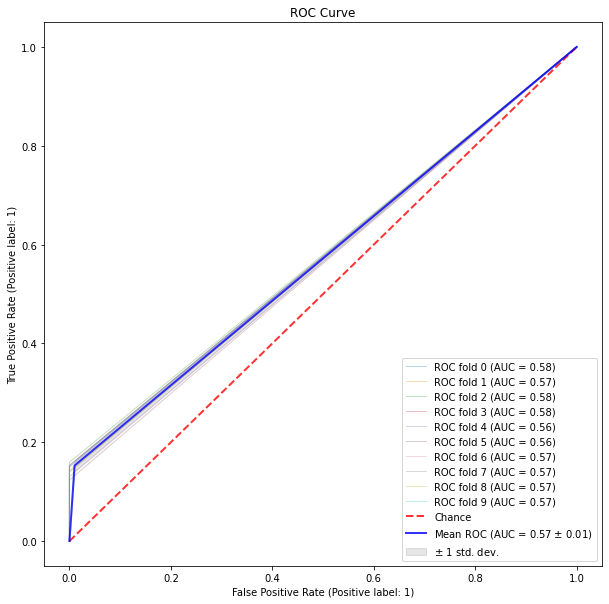 ROC Curve
True Positive Rate (Positive label: 1)
1.0
0.8
0.6
0.4
0.2
0.0
0.0 0.2 0.4 0.6 0.8 1.0
False Positive Rate (Positive label: 1)
ROC fold 0 (AUC = 0.58)
ROC fold 1 (AUC = 0.57)
ROC fold 2 (AUC = 0.58)
ROC fold 3 (AUC = 0.58)
ROC fold 4 (AUC = 0.56)
ROC fold 5 (AUC = 0.56)
ROC fold 6 (AUC = 0.57)
ROC fold 7 (AUC = 0.57)
ROC fold 8 (AUC = 0.57)
ROC fold 9 (AUC = 0.57)
Chance
Mean ROC (AUC = 0.57 ± 0.01)
± 1 std. dev.